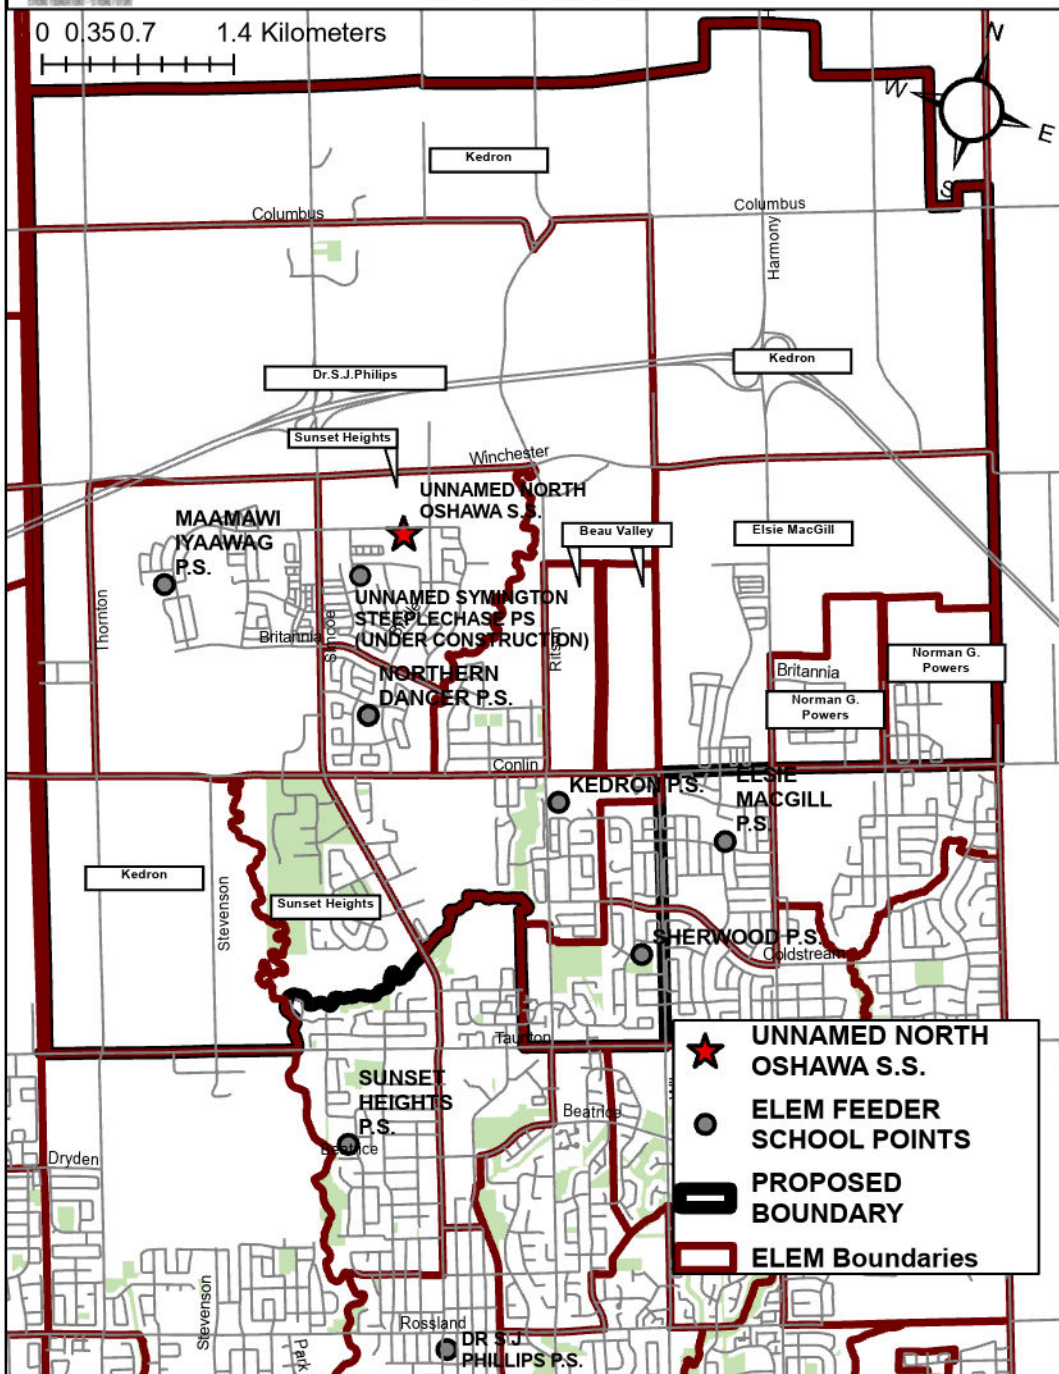 0 0.35 0.7 1.4 Kilometers
N
W
E
S
Kedron
Columbus
Columbus
Harmony
Kedron
Dr.S.J.Philips
Sunset Heights
Winchester
UNNAMED NORTH
OSHAWA S.S.
MAAMAWI
IYAAWAG
P.S.
Beau Valley
Elsie MacGill
Thornton
Simcoe
UNNAMED SYMINGTON
STEEPLECHASE PS
(UNDER CONSTRUCTION)
Britannia
Ritson
Norman G.
Powers
Britannia
NORTHERN
DANCER P.S.
Norman G.
Powers
Conlin
KEDRON P.S.
ELSIE
MACGILL
P.S.
Kedron
Stevenson
Sunset Heights
SHERWOOD P.S.
Coldstream
Taunton
UNNAMED NORTH
OSHAWA S.S.
SUNSET
HEIGHTS
P.S.
Beatrice
Beatrice
Dryden
ELEM FEEDER
SCHOOL POINTS
PROPOSED
BOUNDARY
ELEM Boundaries
Stevenson
Park
Rossland
DR S J
PHILLIPS P.S.